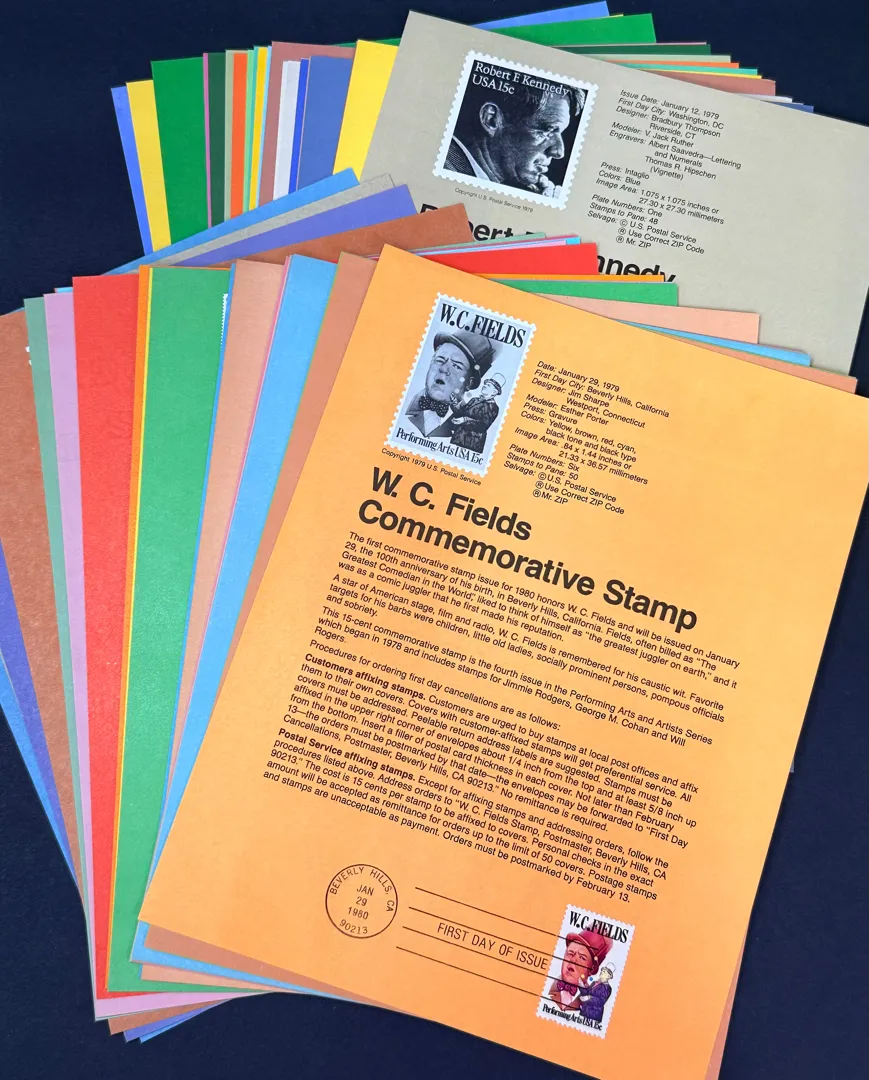 Robert F. Kennedy
USA 15c
Copyright U.S. Postal Service 1979
Issue Date: January 12, 1979
First Day City: Washington, DC
Designer: Bradbury Thompson
Riverside, CT
Modeler: V. Jack Ruther
Engravers: Albert Saavedra—Lettering
and Numerals
Thomas R. Hipschen
(Vignette)
Press: Intaglio
Colors: Blue
Image Area: 1.075 x 1.075 inches or
27.30 x 27.30 millimeters
Plate Numbers: One
Stamps to Pane: 48
Selvage: © U.S. Postal Service
® Use Correct ZIP Code
® Mr. ZIP
W.C. FIELDS
Performing Arts USA 15c
Copyright 1979 U.S. Postal Service
Date: January 29, 1979
First Day City: Beverly Hills, California
Designer: Jim Sharpe
Westport, Connecticut
Modeler: Esther Porter
Press: Gravure
Colors: Yellow, brown, red, cyan,
black tone and black type
Image Area: .84 x 1.44 inches or
21.33 x 36.57 millimeters
Plate Numbers: Six
Stamps to Pane: 50
Selvage: © U.S. Postal Service
® Use Correct ZIP Code
® Mr. ZIP
W. C. Fields
Commemorative Stamp
The first commemorative stamp issue for 1980 honors W. C. Fields and will be issued on January
29, the 100th anniversary of his birth, in Beverly Hills, California. Fields, often billed as "The
Greatest Comedian in the World," liked to think of himself as "the greatest juggler on earth," and it
was as a comic juggler that he first made his reputation.
A star of American stage, film and radio, W. C. Fields is remembered for his caustic wit. Favorite
targets for his barbs were children, little old ladies, socially prominent persons, pompous officials
and sobriety.
This 15-cent commemorative stamp is the fourth issue in the Performing Arts and Artists Series
which began in 1978 and includes stamps for Jimmie Rodgers, George M. Cohan and Will
Rogers.
Procedures for ordering first day cancellations are as follows:
Customers affixing stamps. Customers are urged to buy stamps at local post offices and affix
them to their own covers. Covers with customer-affixed stamps will get preferential service. All
covers must be addressed. Peelable return address labels are suggested. Stamps must be
affixed in the upper right corner of envelopes about 1/4 inch from the top and at least 5/8 inch up
from the bottom. Insert a filler of postal card thickness in each cover. Not later than February
13—the orders must be postmarked by that date—the envelopes may be forwarded to "First Day
Cancellations, Postmaster, Beverly Hills, CA 90213." No remittance is required.
Postal Service affixing stamps. Except for affixing stamps and addressing orders, follow the
procedures listed above. Address orders to "W. C. Fields Stamp, Postmaster, Beverly Hills, CA
90213." The cost is 15 cents per stamp to be affixed to covers. Personal checks in the exact
amount will be accepted as remittance for orders up to the limit of 50 covers. Postage stamps
and stamps are unacceptable as payment. Orders must be postmarked by February 13.
BEVERLY HILLS, CA
JAN
29
1980
90213
FIRST DAY OF ISSUE
W.C. FIELDS
Performing Arts USA 15c